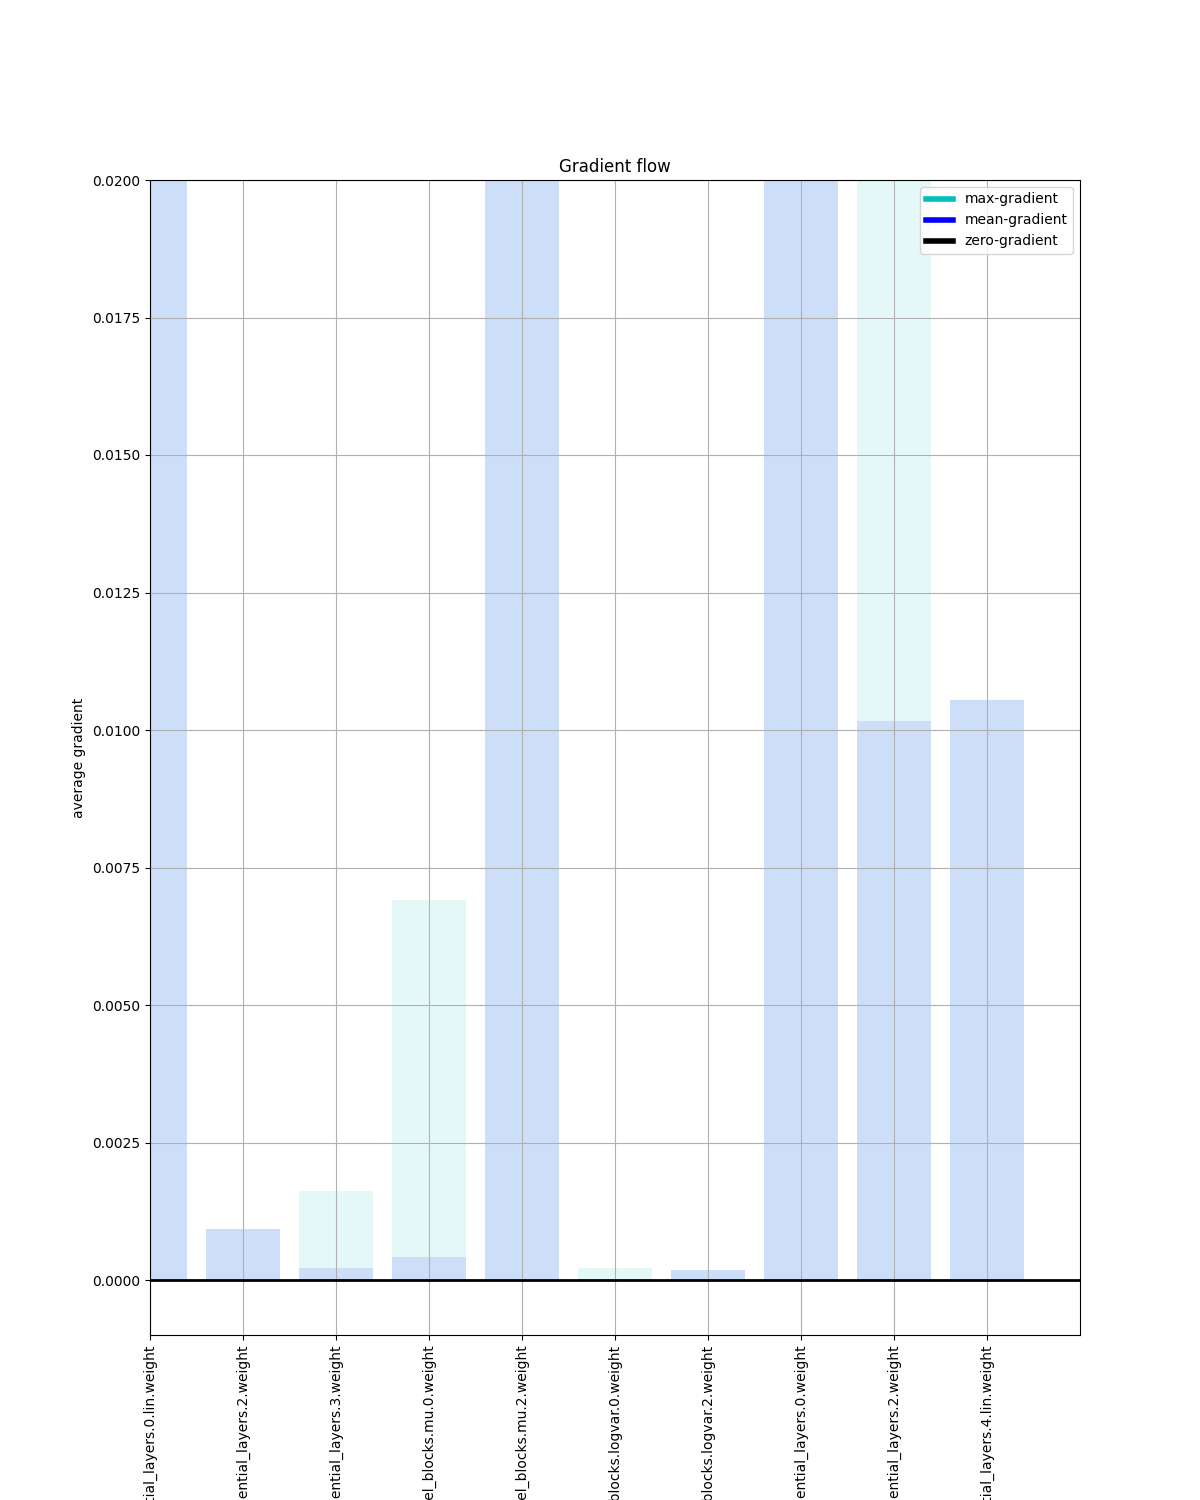 Gradient flow
max-gradient
mean-gradient
zero-gradient
0.0200
0.0175
0.0150
0.0125
0.0100
0.0075
0.0050
0.0025
0.0000
average gradient
tial_layers.0.lin.weight
ential_layers.2.weight
ential_layers.3.weight
el_blocks.mu.0.weight
el_blocks.mu.2.weight
blocks.logvar.0.weight
blocks.logvar.2.weight
ential_layers.0.weight
ential_layers.2.weight
tial_layers.4.lin.weight